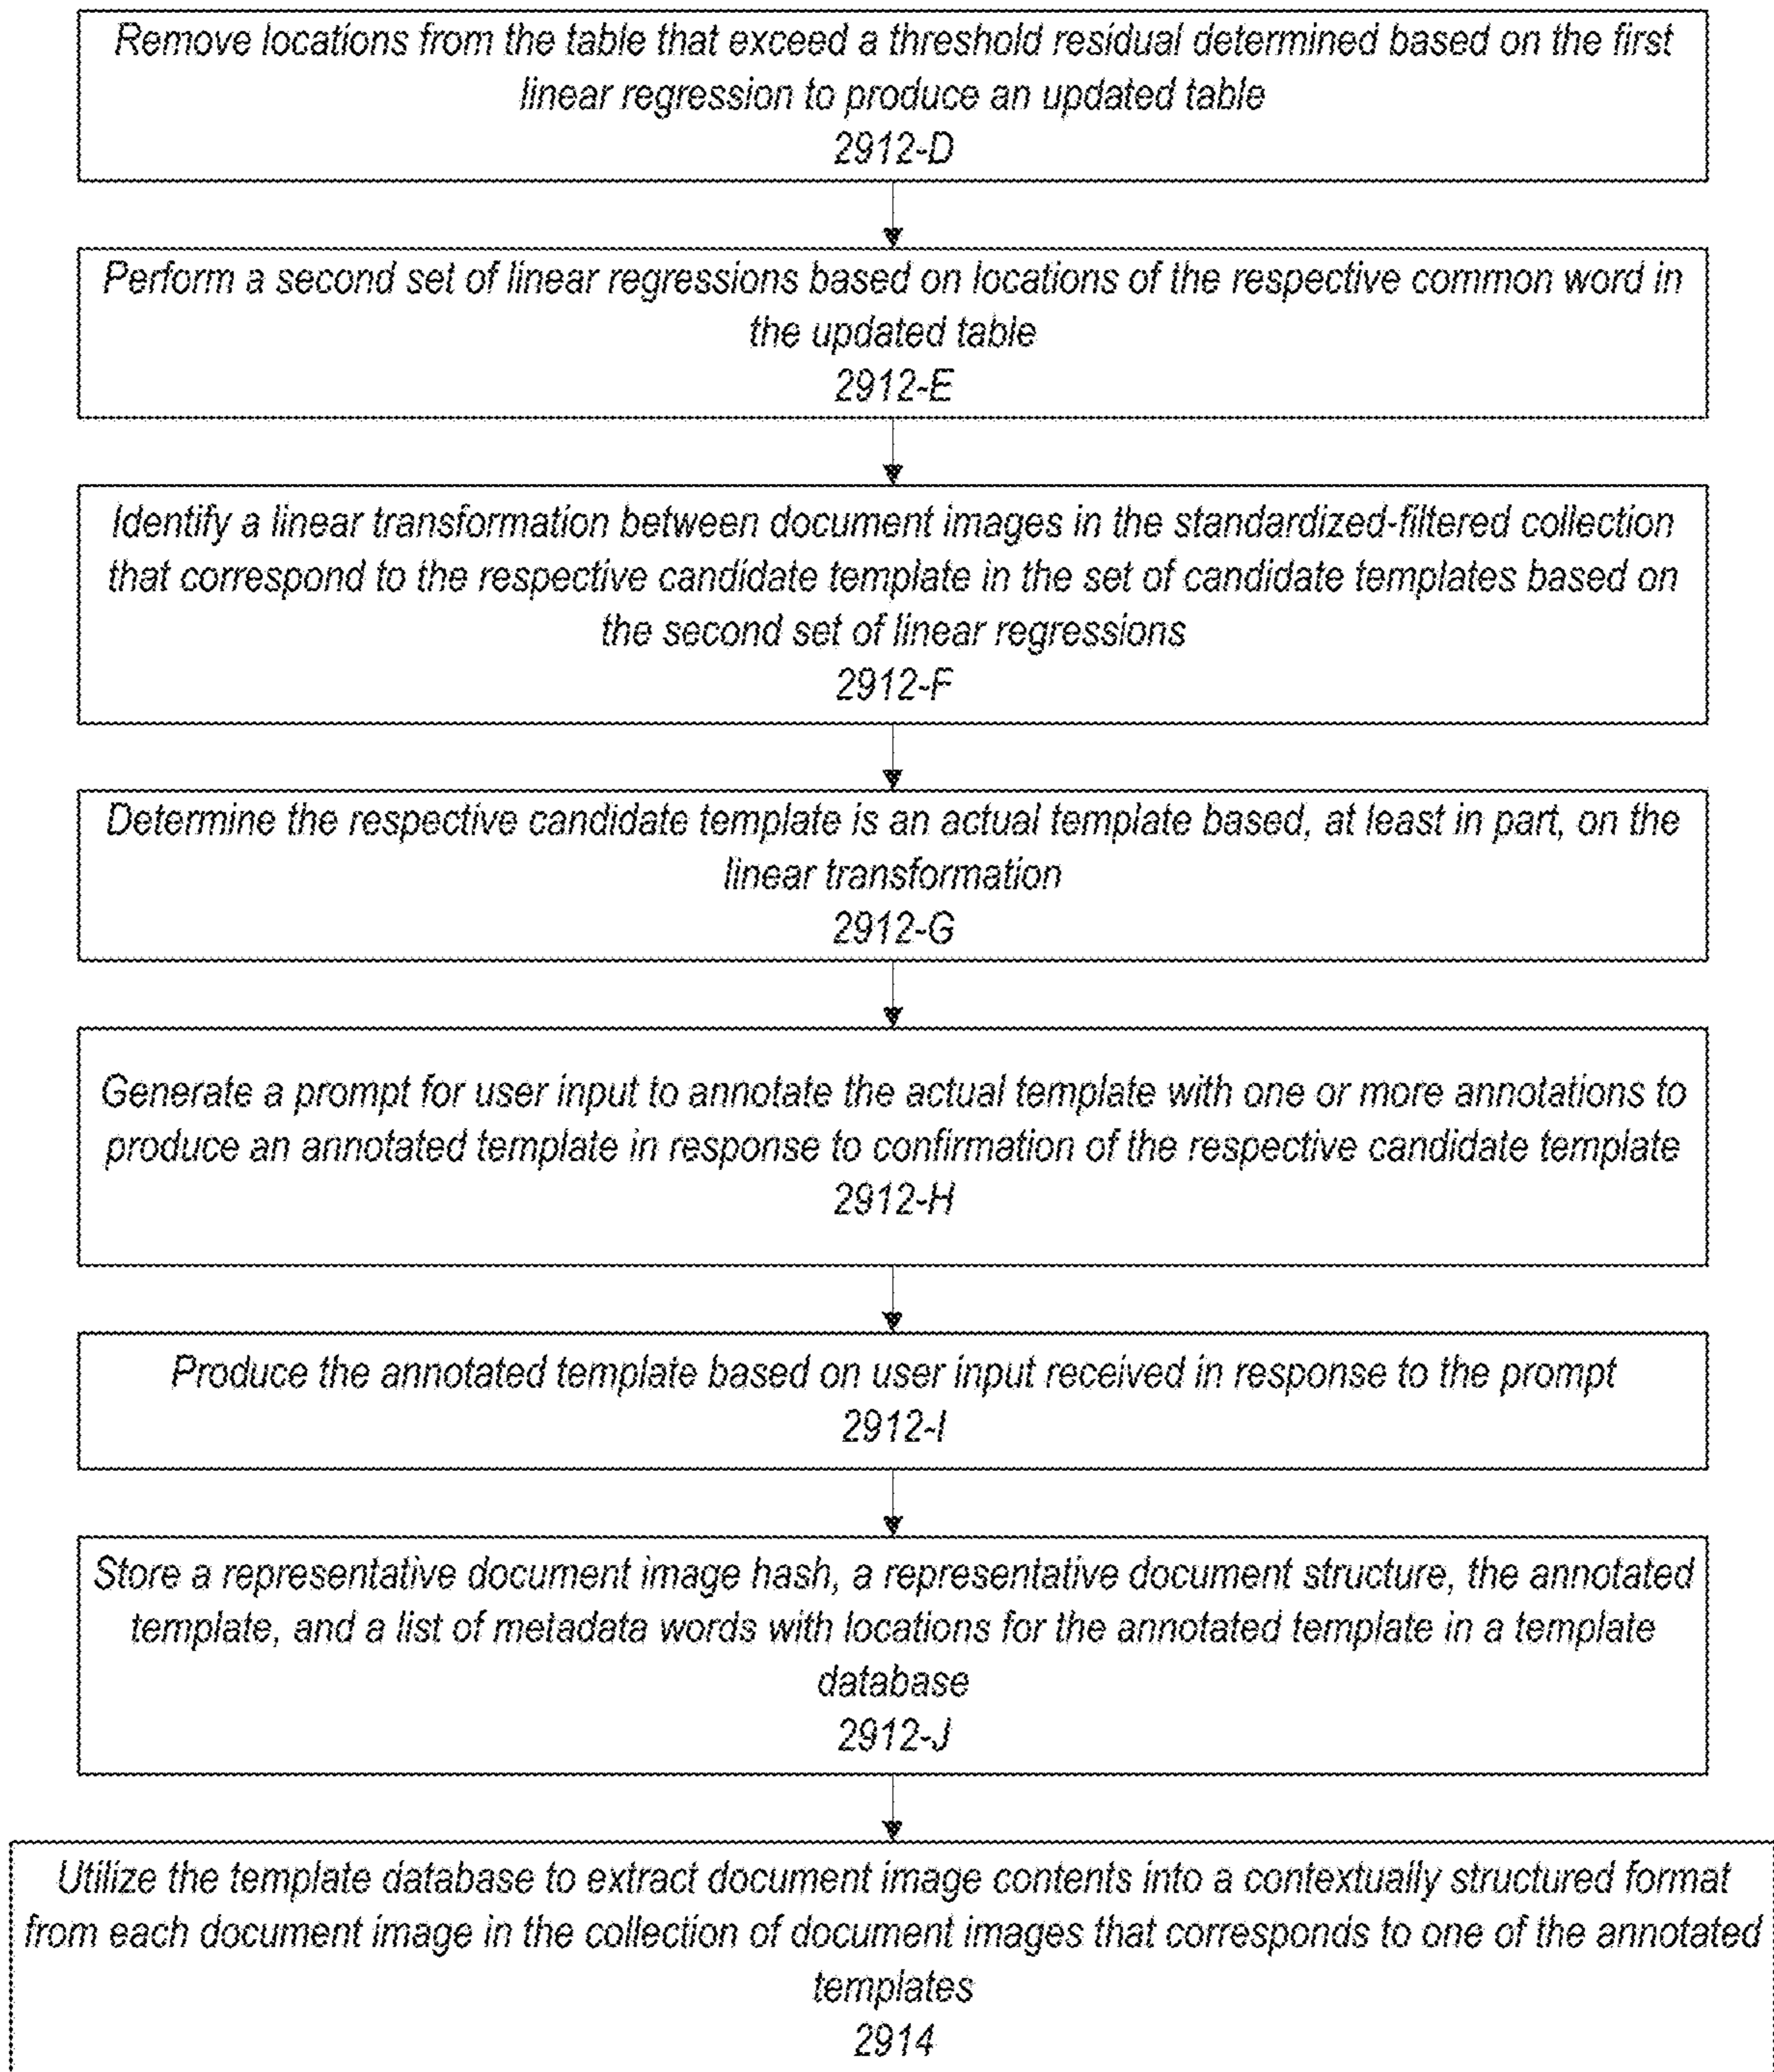 Remove locations from the table that exceed a threshold residual determined based on the first
linear regression to produce an updated table
2912-D
Perform a second set of linear regressions based on locations of the respective common word in
the updated table
2912-E
Identify a linear transformation between document images in the standardized-filtered collection
that correspond to the respective candidate template in the set of candidate templates based on
the second set of linear regressions
2912-F
Determine the respective candidate template is an actual template based, at least in part, on the
linear transformation
2912-G
Generate a prompt for user input to annotate the actual template with one or more annotations to
produce an annotated template in response to confirmation of the respective candidate template
2912-H
Produce the annotated template based on user input received in response to the prompt
2912-I
Store a representative document image hash, a representative document structure, the annotated
template, and a list of metadata words with locations for the annotated template in a template
database
2912-J
Utilize the template database to extract document image contents into a contextually structured format
from each document image in the collection of document images that corresponds to one of the annotated
templates
2914